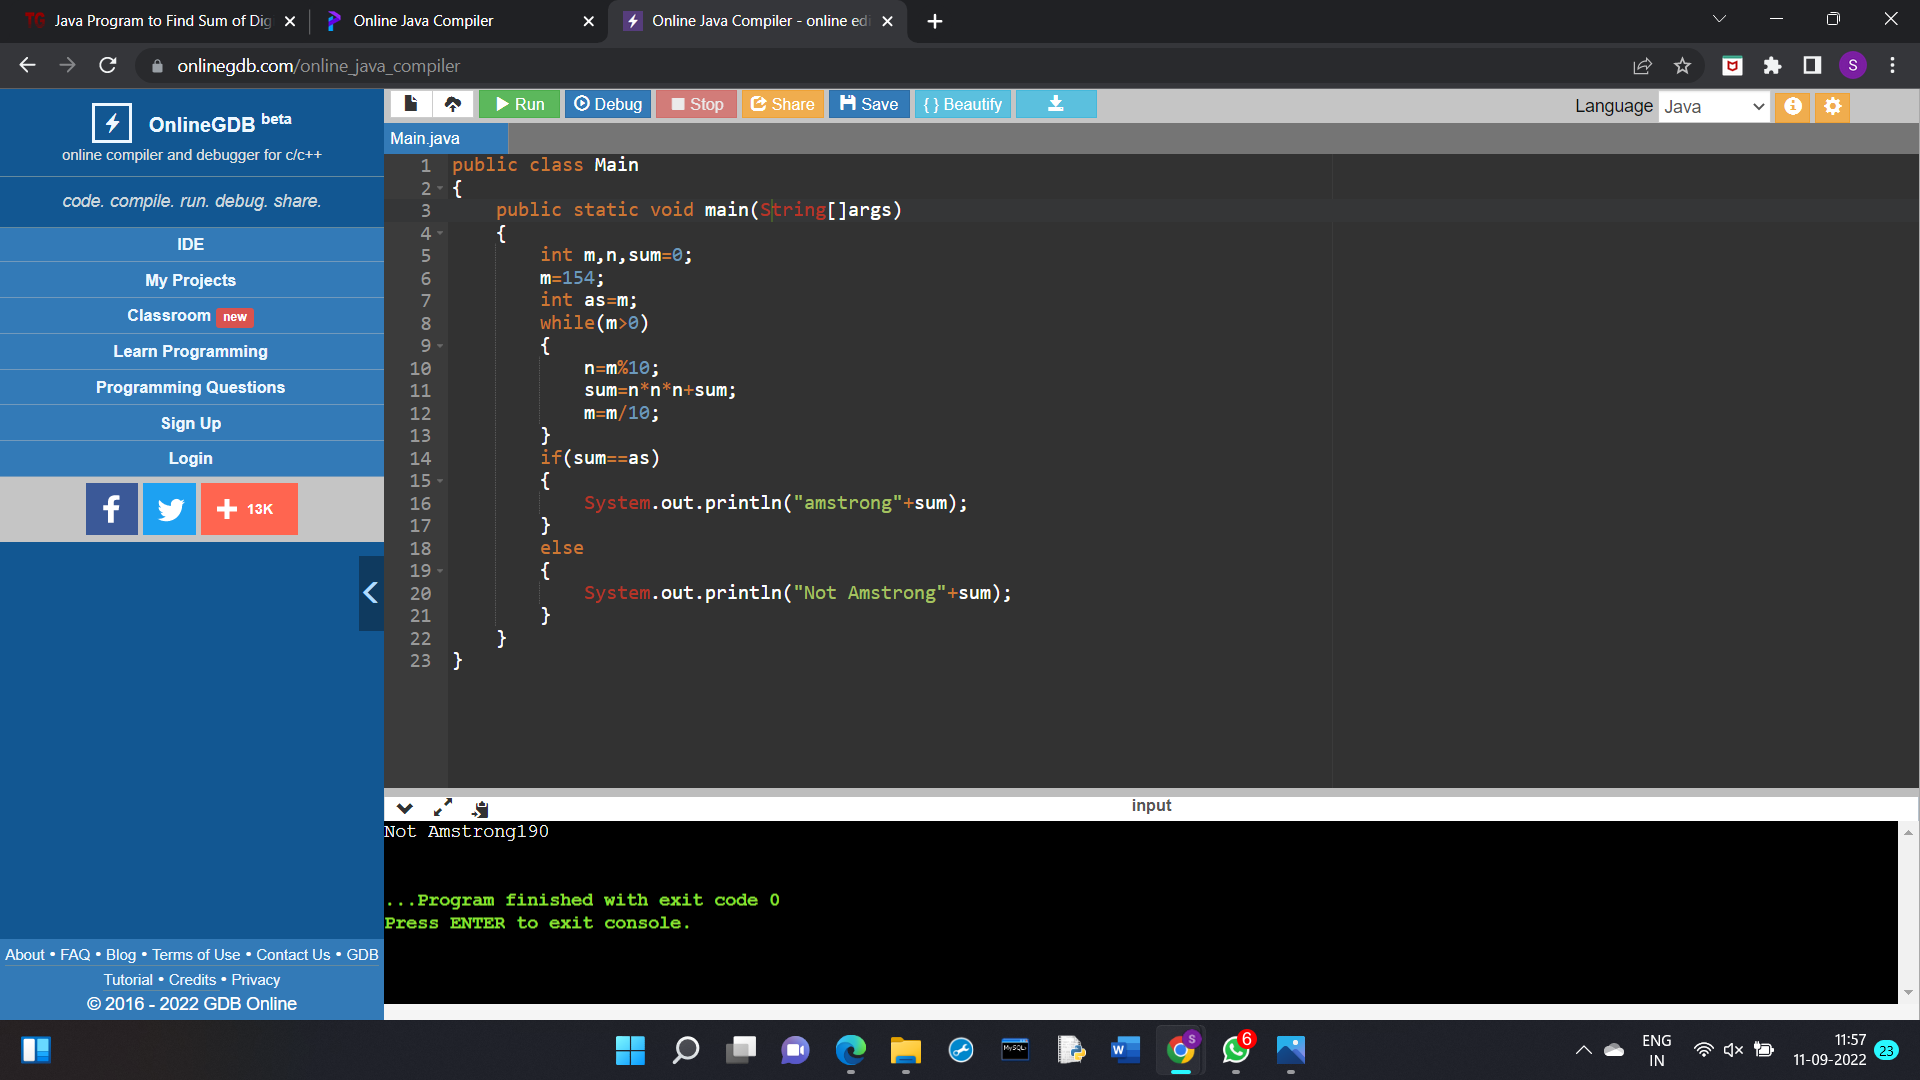 Java Program to Find Sum of Dig
Online Java Compiler
Online Java Compiler - online edi
onlinegdb.com/online_java_compiler
S
OnlineGDB beta
online compiler and debugger for c/c++
code. compile. run. debug. share.
IDE
My Projects
Classroom new
Learn Programming
Programming Questions
Sign Up
Login
13K
About • FAQ • Blog • Terms of Use • Contact Us • GDB
Tutorial • Credits • Privacy
© 2016 - 2022 GDB Online
Run Debug Stop Share Save { } Beautify
Language Java
Main.java
1 public class Main
2 {
3 public static void main(String[]args)
4 {
5 int m,n,sum=0;
6 m=154;
7 int as=m;
8 while(m>0)
9 {
10 n=m%10;
11 sum=n*n*n+sum;
12 m=m/10;
13 }
14 if(sum==as)
15 {
16 System.out.println("amstrong"+sum);
17 }
18 else
19 {
20 System.out.println("Not Amstrong"+sum);
21 }
22 }
23 }
input
Not Amstrong190
...Program finished with exit code 0
Press ENTER to exit console.
MySQL
W
S
6
ENG
IN
11:57
11-09-2022
23